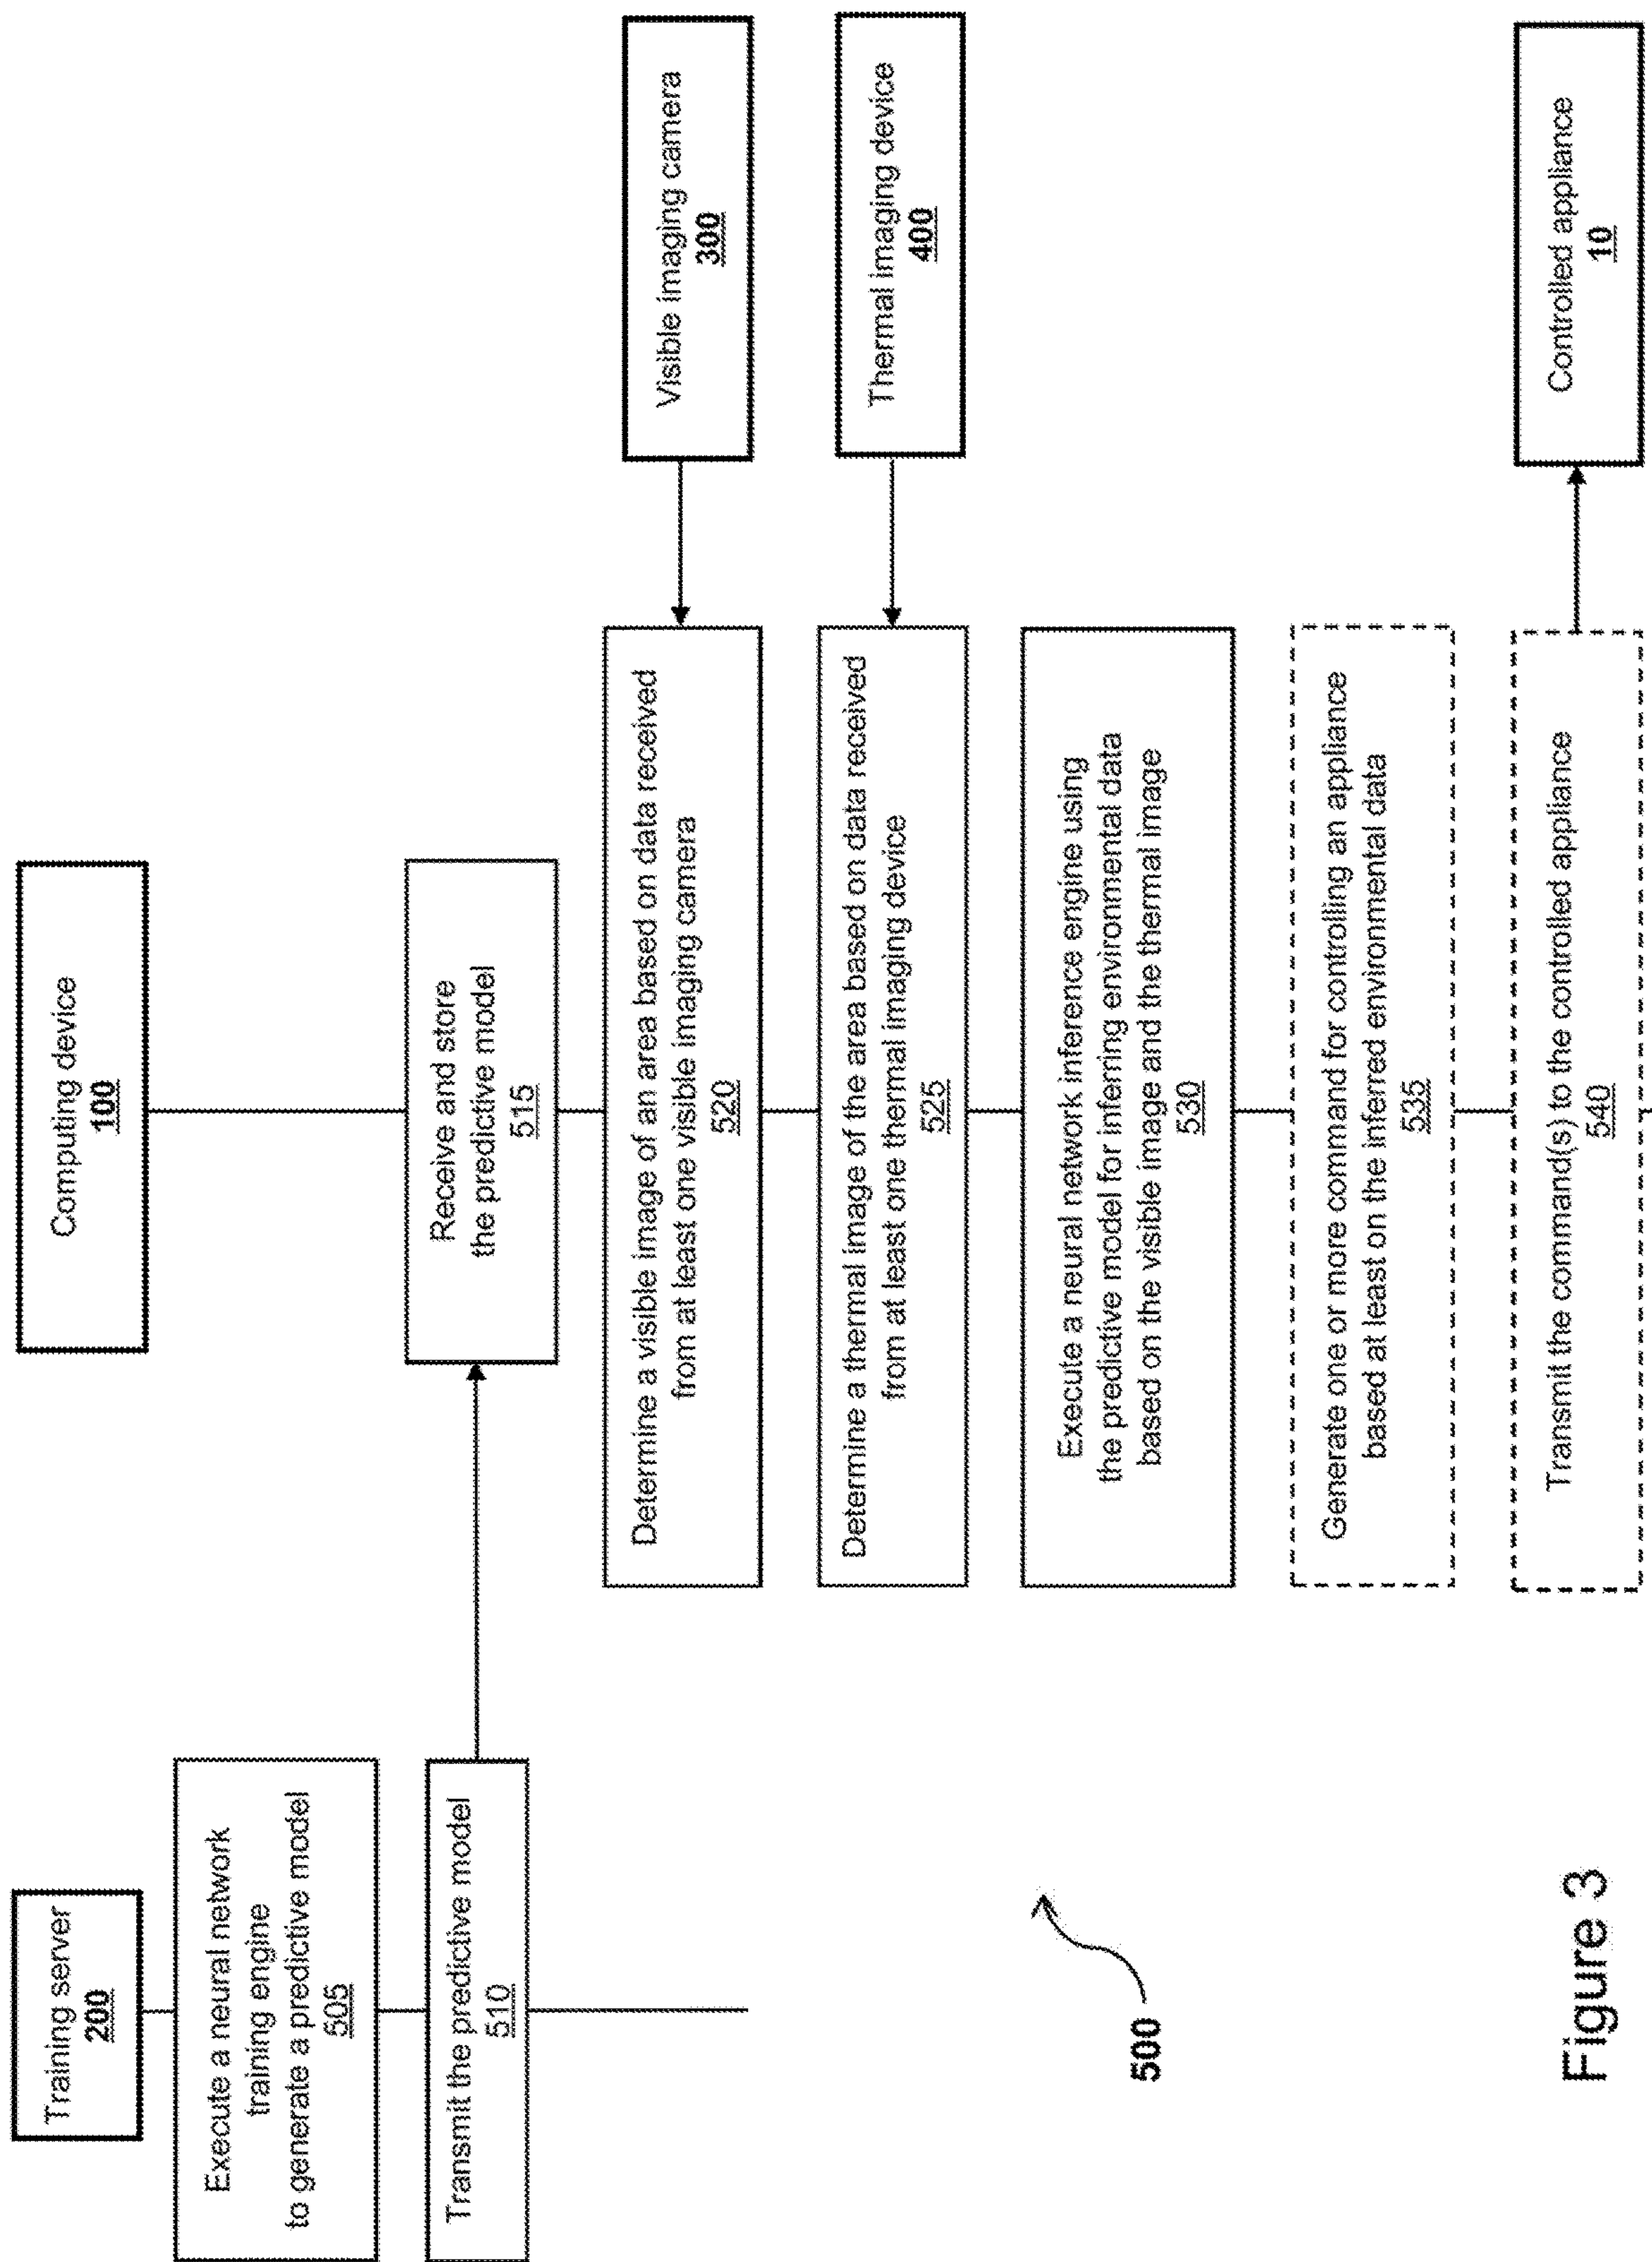 Training server
200
Execute a neural network
training engine
to generate a predictive model
505
Transmit the predictive model
510
Computing device
100
Receive and store
the predictive model
515
Determine a visible image of an area based on data received
from at least one visible imaging camera
520
Determine a thermal image of the area based on data received
from at least one thermal imaging device
525
Execute a neural network inference engine using
the predictive model for inferring environmental data
based on the visible image and the thermal image
530
Generate one or more command for controlling an appliance
based at least on the inferred environmental data
535
Transmit the command(s) to the controlled appliance
540
Visible imaging camera
300
Thermal imaging device
400
Controlled appliance
10
500
Figure 3